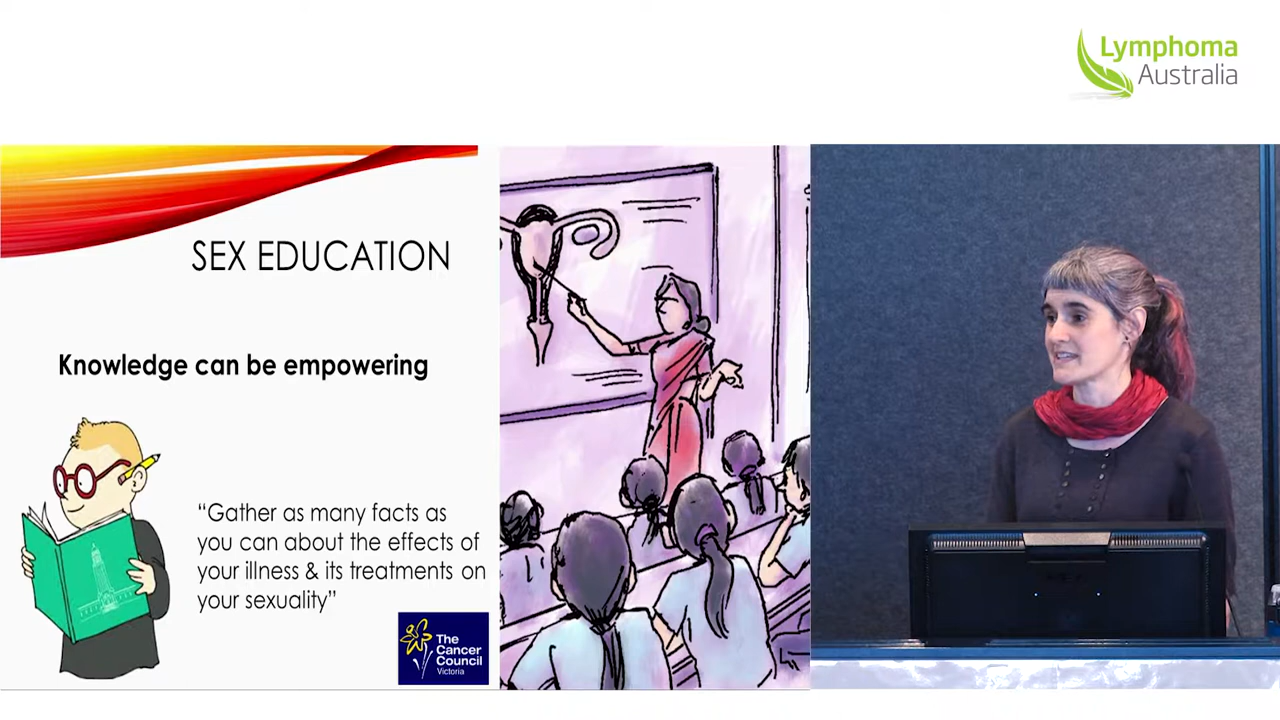 Lymphoma
Australia
SEX EDUCATION
Knowledge can be empowering
“Gather as many facts as
you can about the effects of
your illness & its treatments on
your sexuality”
The
Cancer
Council
Victoria